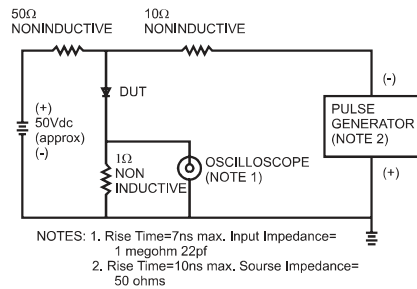 50Ω
NONINDUCTIVE
10Ω
NONINDUCTIVE
(+)
50Vdc
(approx)
(-)
DUT
1Ω
NON
INDUCTIVE
OSCILLOSCOPE
(NOTE 1)
(-)
PULSE
GENERATOR
(NOTE 2)
(+)
NOTES: 1. Rise Time=7ns max. Input Impedance=
1 megohm 22pf
2. Rise Time=10ns max. Sourse Impedance=
50 ohms